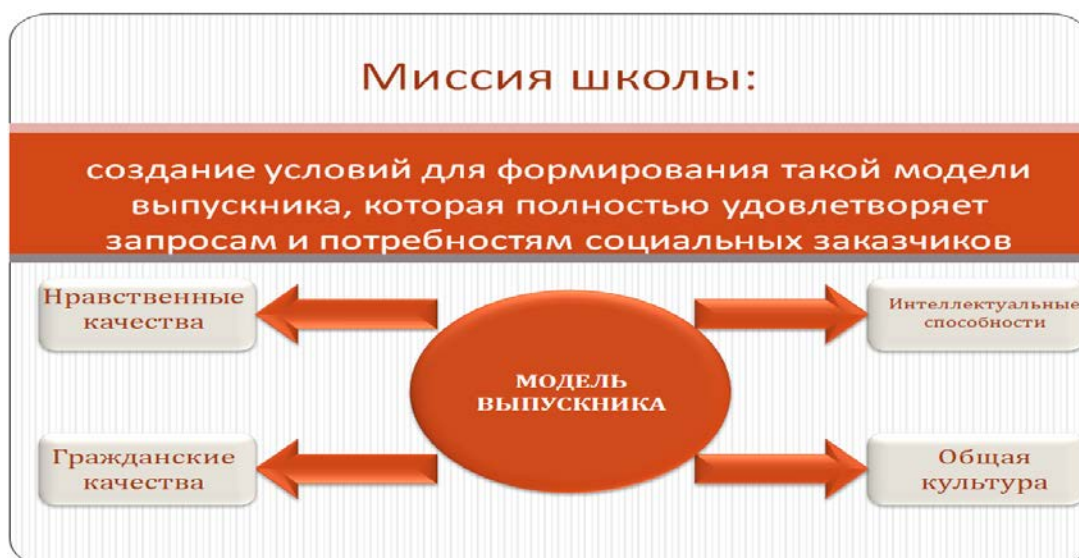 Миссия школы:
создание условий для формирования такой модели
выпускника, которая полностью удовлетворяет
запросам и потребностям социальных заказчиков
Нравственные
качества
Интеллектуальные
способности
МОДЕЛЬ
ВЫПУСКНИКА
Гражданские
качества
Общая
культура